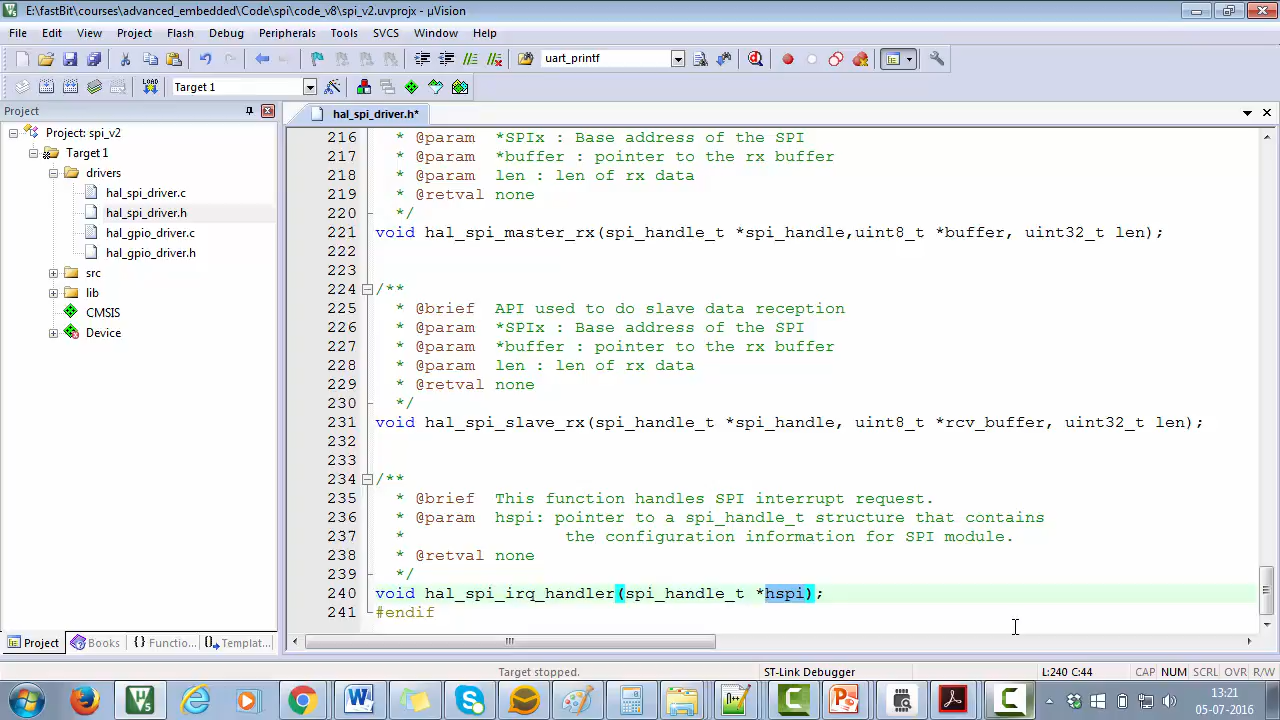 E:\fastBit\courses\advanced_embedded\Code\spi\code_v8\spi_v2.uvprojx - µVision
File Edit View Project Flash Debug Peripherals Tools SVCS Window Help
uart_printf
LOAD Target 1
Project
hal_spi_driver.h*
Project: spi_v2
Target 1
drivers
hal_spi_driver.c
hal_spi_driver.h
hal_gpio_driver.c
hal_gpio_driver.h
src
lib
CMSIS
Device
216 * @param *SPIx : Base address of the SPI
217 * @param *buffer : pointer to the rx buffer
218 * @param len : len of rx data
219 * @retval none
220 */
221 void hal_spi_master_rx(spi_handle_t *spi_handle,uint8_t *buffer, uint32_t len);
222
223
224 /**
225 * @brief API used to do slave data reception
226 * @param *SPIx : Base address of the SPI
227 * @param *buffer : pointer to the rx buffer
228 * @param len : len of rx data
229 * @retval none
230 */
231 void hal_spi_slave_rx(spi_handle_t *spi_handle, uint8_t *rcv_buffer, uint32_t len);
232
233
234 /**
235 * @brief This function handles SPI interrupt request.
236 * @param hspi: pointer to a spi_handle_t structure that contains
237 * the configuration information for SPI module.
238 * @retval none
239 */
240 void hal_spi_irq_handler(spi_handle_t *hspi);
241 #endif
Project Books {} Functio... Templat...
Target stopped. ST-Link Debugger L:240 C:44 CAP NUM SCRL OVR R/W
13:21
05-07-2016